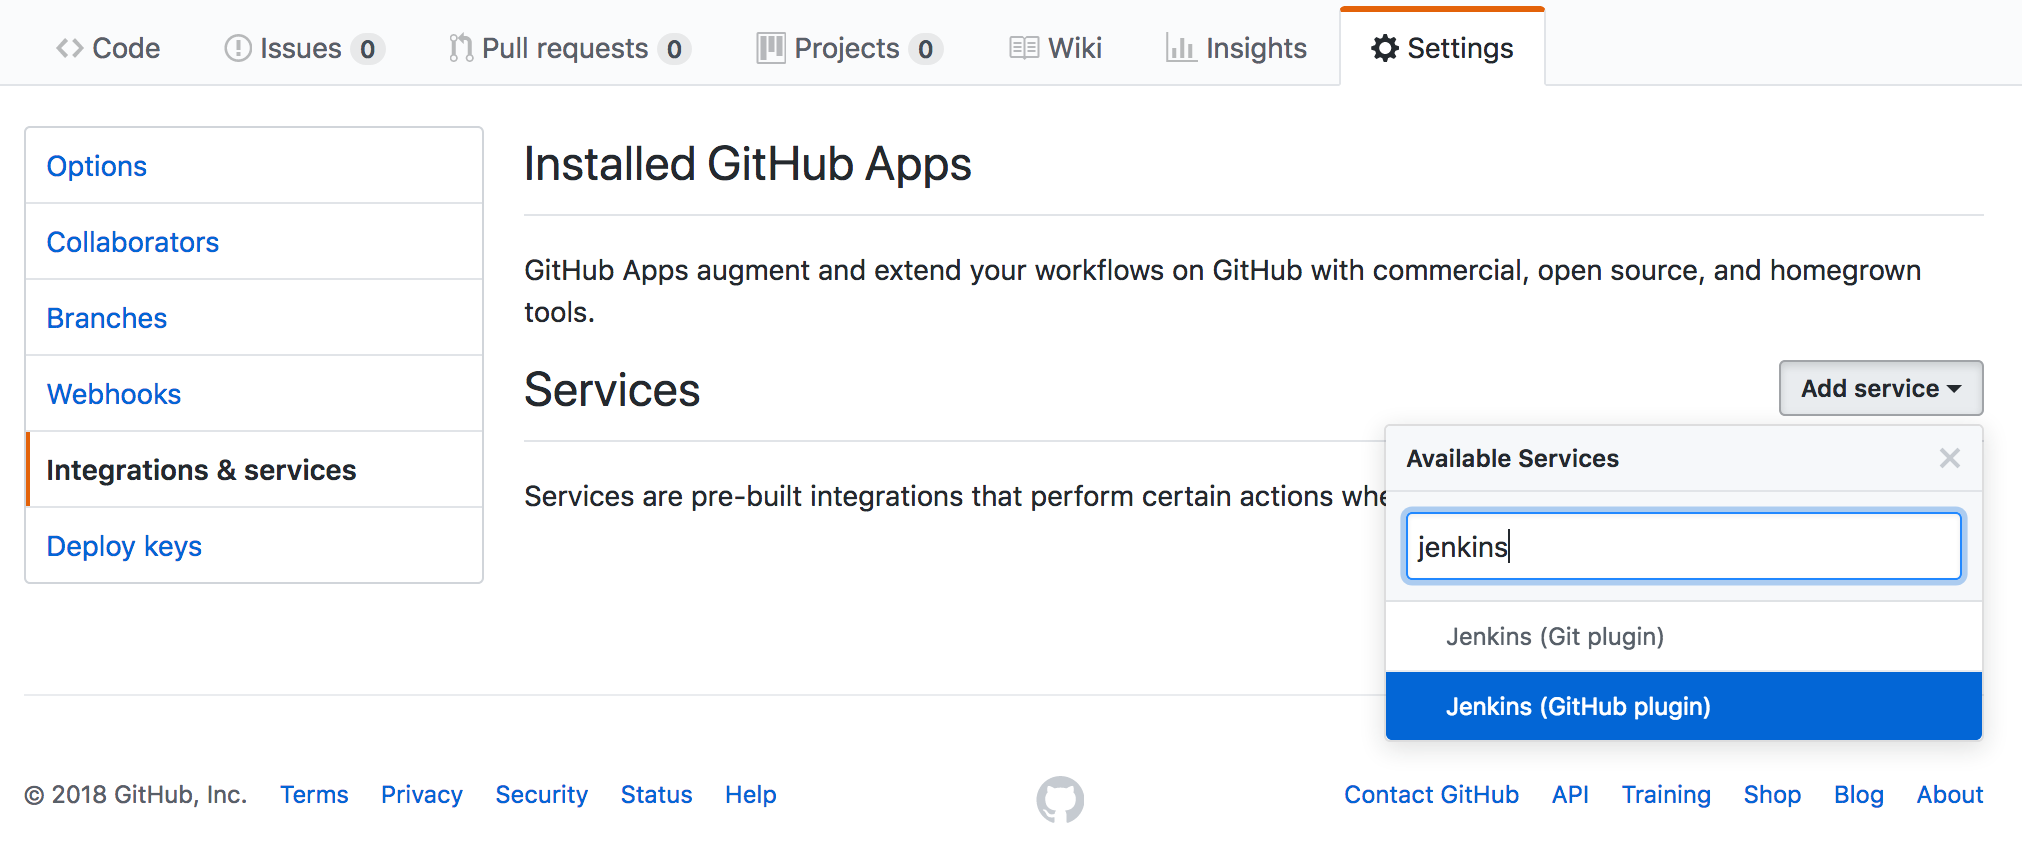 Code Issues 0 Pull requests 0 Projects 0 Wiki Insights Settings
Options
Collaborators
Branches
Webhooks
Integrations & services
Deploy keys
Installed GitHub Apps
GitHub Apps augment and extend your workflows on GitHub with commercial, open source, and homegrown
tools.
Services
Add service
Services are pre-built integrations that perform certain actions
Available Services
jenkins
Jenkins (Git plugin)
Jenkins (GitHub plugin)
© 2018 GitHub, Inc. Terms Privacy Security Status Help
Contact GitHub API Training Shop Blog About